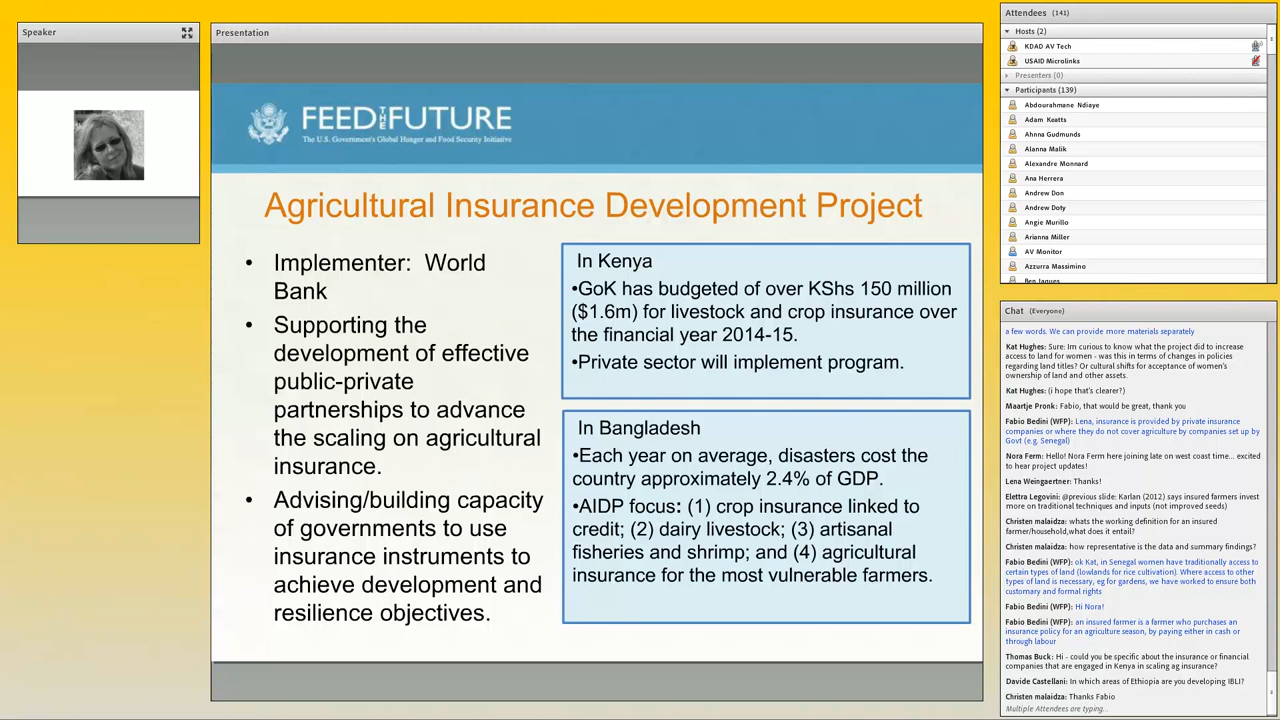 Speaker
Presentation
FEED THE FUTURE
The U.S. Government's Global Hunger and Food Security Initiative
Agricultural Insurance Development Project
• Implementer: World
Bank
• Supporting the
development of effective
public-private
partnerships to advance
the scaling on agricultural
insurance.
• Advising/building capacity
of governments to use
insurance instruments to
achieve development and
resilience objectives.
In Kenya
•GoK has budgeted of over KShs 150 million
($1.6m) for livestock and crop insurance over
the financial year 2014-15.
•Private sector will implement program.
In Bangladesh
•Each year on average, disasters cost the
country approximately 2.4% of GDP.
•AIDP focus: (1) crop insurance linked to
credit; (2) dairy livestock; (3) artisanal
fisheries and shrimp; and (4) agricultural
insurance for the most vulnerable farmers.
Attendees (141)
Hosts (2)
KDAD AV Tech
USAID Microlinks
Presenters (0)
Participants (139)
Abdourahmane Ndiaye
Adam Keatts
Ahnna Gudmunds
Alanna Malik
Alexandre Monnard
Ana Herrera
Andrew Don
Andrew Doty
Angie Murillo
Arianna Miller
AV Monitor
Azzurra Massimino
Ben Jaques
Chat (Everyone)
a few words. We can provide more materials separately
Kat Hughes: Sure: Im curious to know what the project did to increase
access to land for women - was this in terms of changes in policies
regarding land titles? Or cultural shifts for acceptance of women's
ownership of land and other assets.
Kat Hughes: (i hope that's clearer?)
Maartje Pronk: Fabio, that would be great, thank you
Fabio Bedini (WFP): Lena, insurance is provided by private insurance
companies or where they do not cover agriculture by companies set up by
Govt (e.g. Senegal)
Nora Ferm: Hello! Nora Ferm here joining late on west coast time... excited
to hear project updates!
Lena Weingaertner: Thanks!
Elettra Legovini: @previous slide: Karlan (2012) says insured farmers invest
more on traditional techniques and inputs (not improved seeds)
Christen malaidza: whats the working definition for an insured
farmer/household,what does it entail?
Christen malaidza: how representative is the data and summary findings?
Fabio Bedini (WFP): ok Kat, in Senegal women have traditionally access to
certain types of land (lowlands for rice cultivation). Where access to other
types of land is necessary, eg for gardens, we have worked to ensure both
customary and formal rights
Fabio Bedini (WFP): Hi Nora!
Fabio Bedini (WFP): an insured farmer is a farmer who purchases an
insurance policy for an agriculture season, by paying either in cash or
through labour
Thomas Buck: Hi - could you be specific about the insurance or financial
companies that are engaged in Kenya in scaling ag insurance?
Davide Castellani: In which areas of Ethiopia are you developing IBLI?
Christen malaidza: Thanks Fabio
Multiple Attendees are typing...